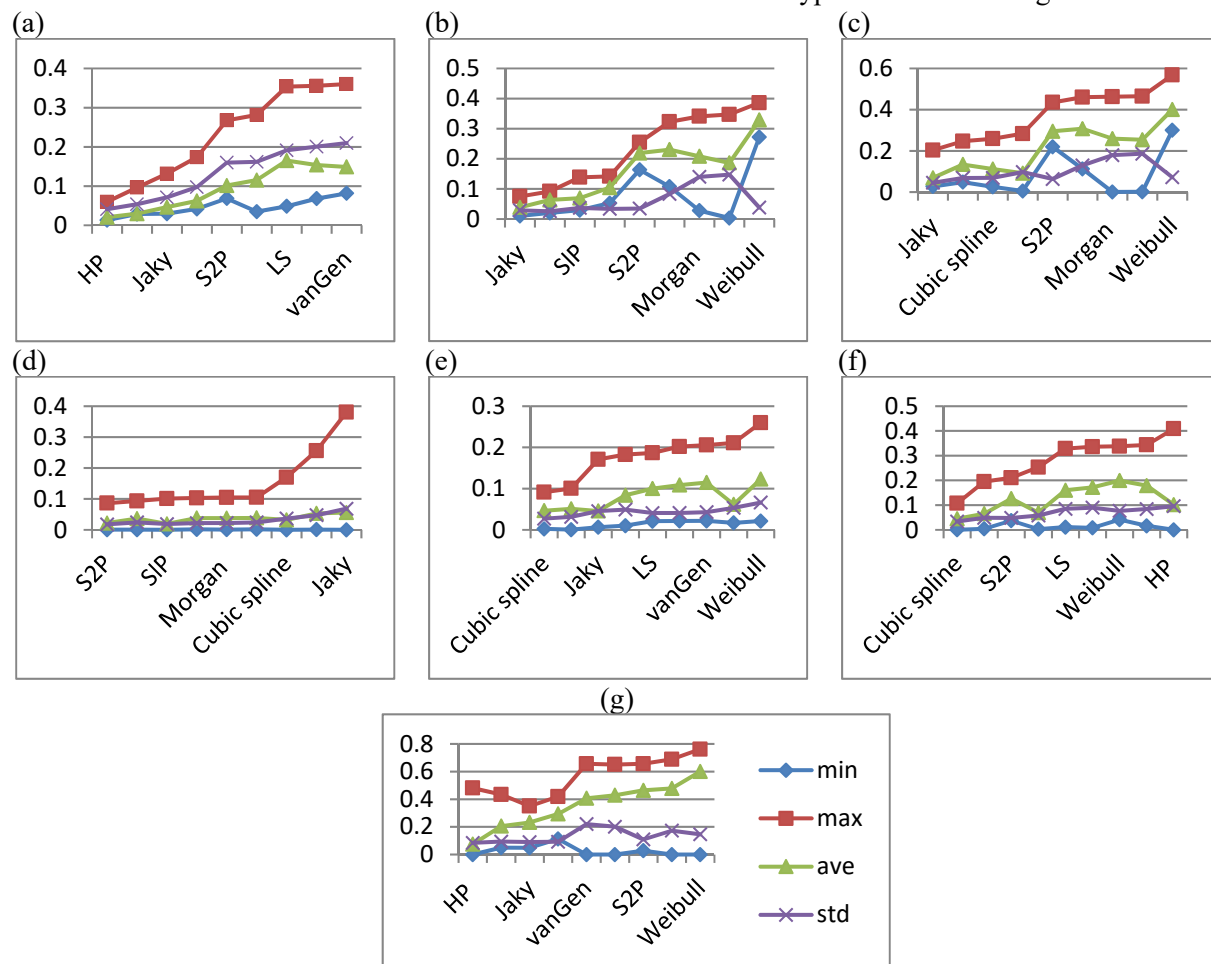 (a)
0.4
0.3
0.2
0.1
0
HP
Jaky
S2P
LS
vanGen
(b)
0.5
0.4
0.3
0.2
0.1
0
Jaky
SIP
S2P
Morgan
Weibull
(c)
0.6
0.4
0.2
0
Jaky
Cubic spline
S2P
Morgan
Weibull
(d)
0.4
0.3
0.2
0.1
0
S2P
SIP
Morgan
Cubic spline
Jaky
(e)
0.3
0.2
0.1
0
Cubic spline
Jaky
LS
vanGen
Weibull
(f)
0.5
0.4
0.3
0.2
0.1
0
Cubic spline
S2P
LS
Weibull
HP
(g)
0.8
0.6
0.4
0.2
0
HP
Jaky
vanGen
S2P
Weibull
min
max
ave
std